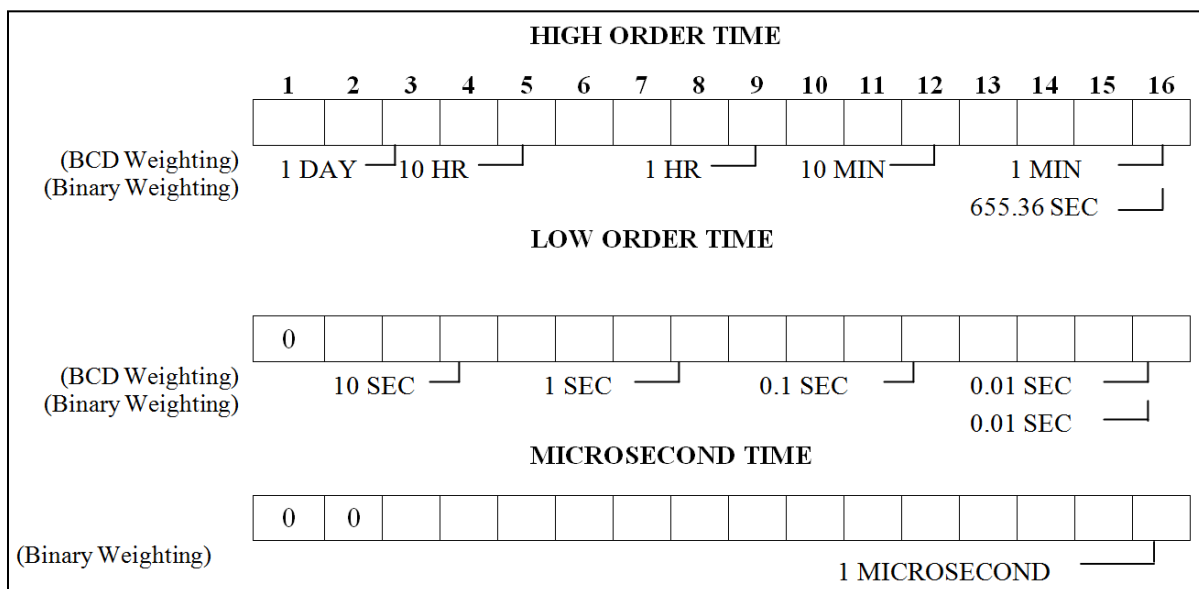 HIGH ORDER TIME
1 2 3 4 5 6 7 8 9 10 11 12 13 14 15 16
(BCD Weighting) 1 DAY 10 HR 1 HR 10 MIN 1 MIN
(Binary Weighting) 655.36 SEC
LOW ORDER TIME
0
(BCD Weighting) 10 SEC 1 SEC 0.1 SEC 0.01 SEC
(Binary Weighting) 0.01 SEC
MICROSECOND TIME
0 0
(Binary Weighting) 1 MICROSECOND